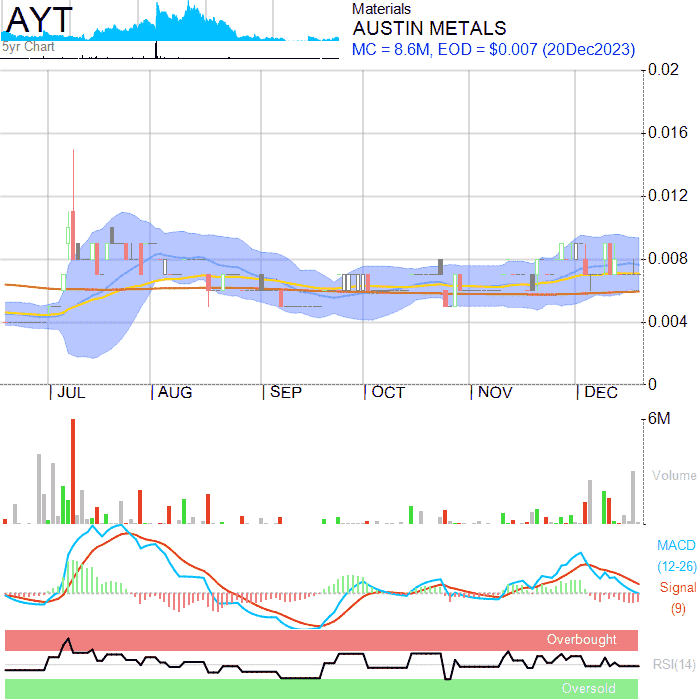 AYT
5yr Chart
Materials
AUSTIN METALS
MC = 8.6M, EOD = $0.007 (20Dec2023)
0.02
0.016
0.012
0.008
0.004
0
JUL
AUG
SEP
OCT
NOV
DEC
6M
Volume
MACD
(12-26)
Signal
(9)
Overbought
RSI(14)
Oversold